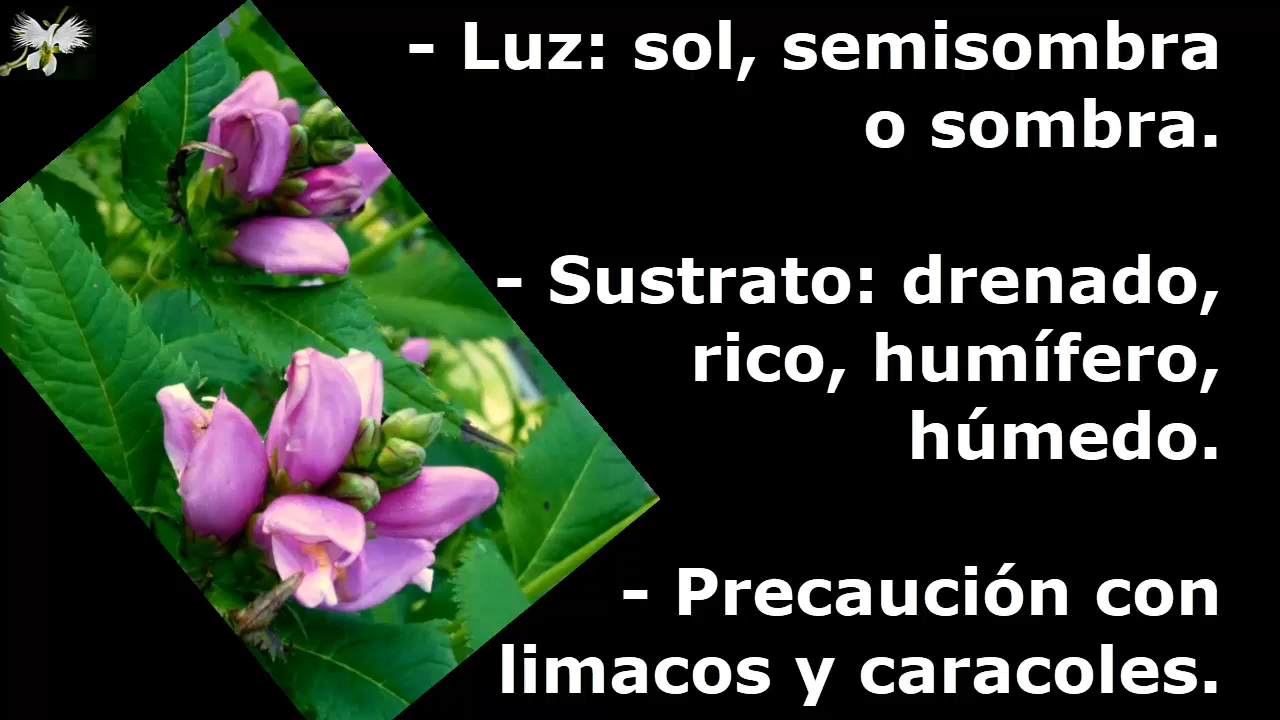 - Luz: sol, semisombra
o sombra.
- Sustrato: drenado,
rico, humífero,
húmedo.
- Precaución con
limacos y caracoles.